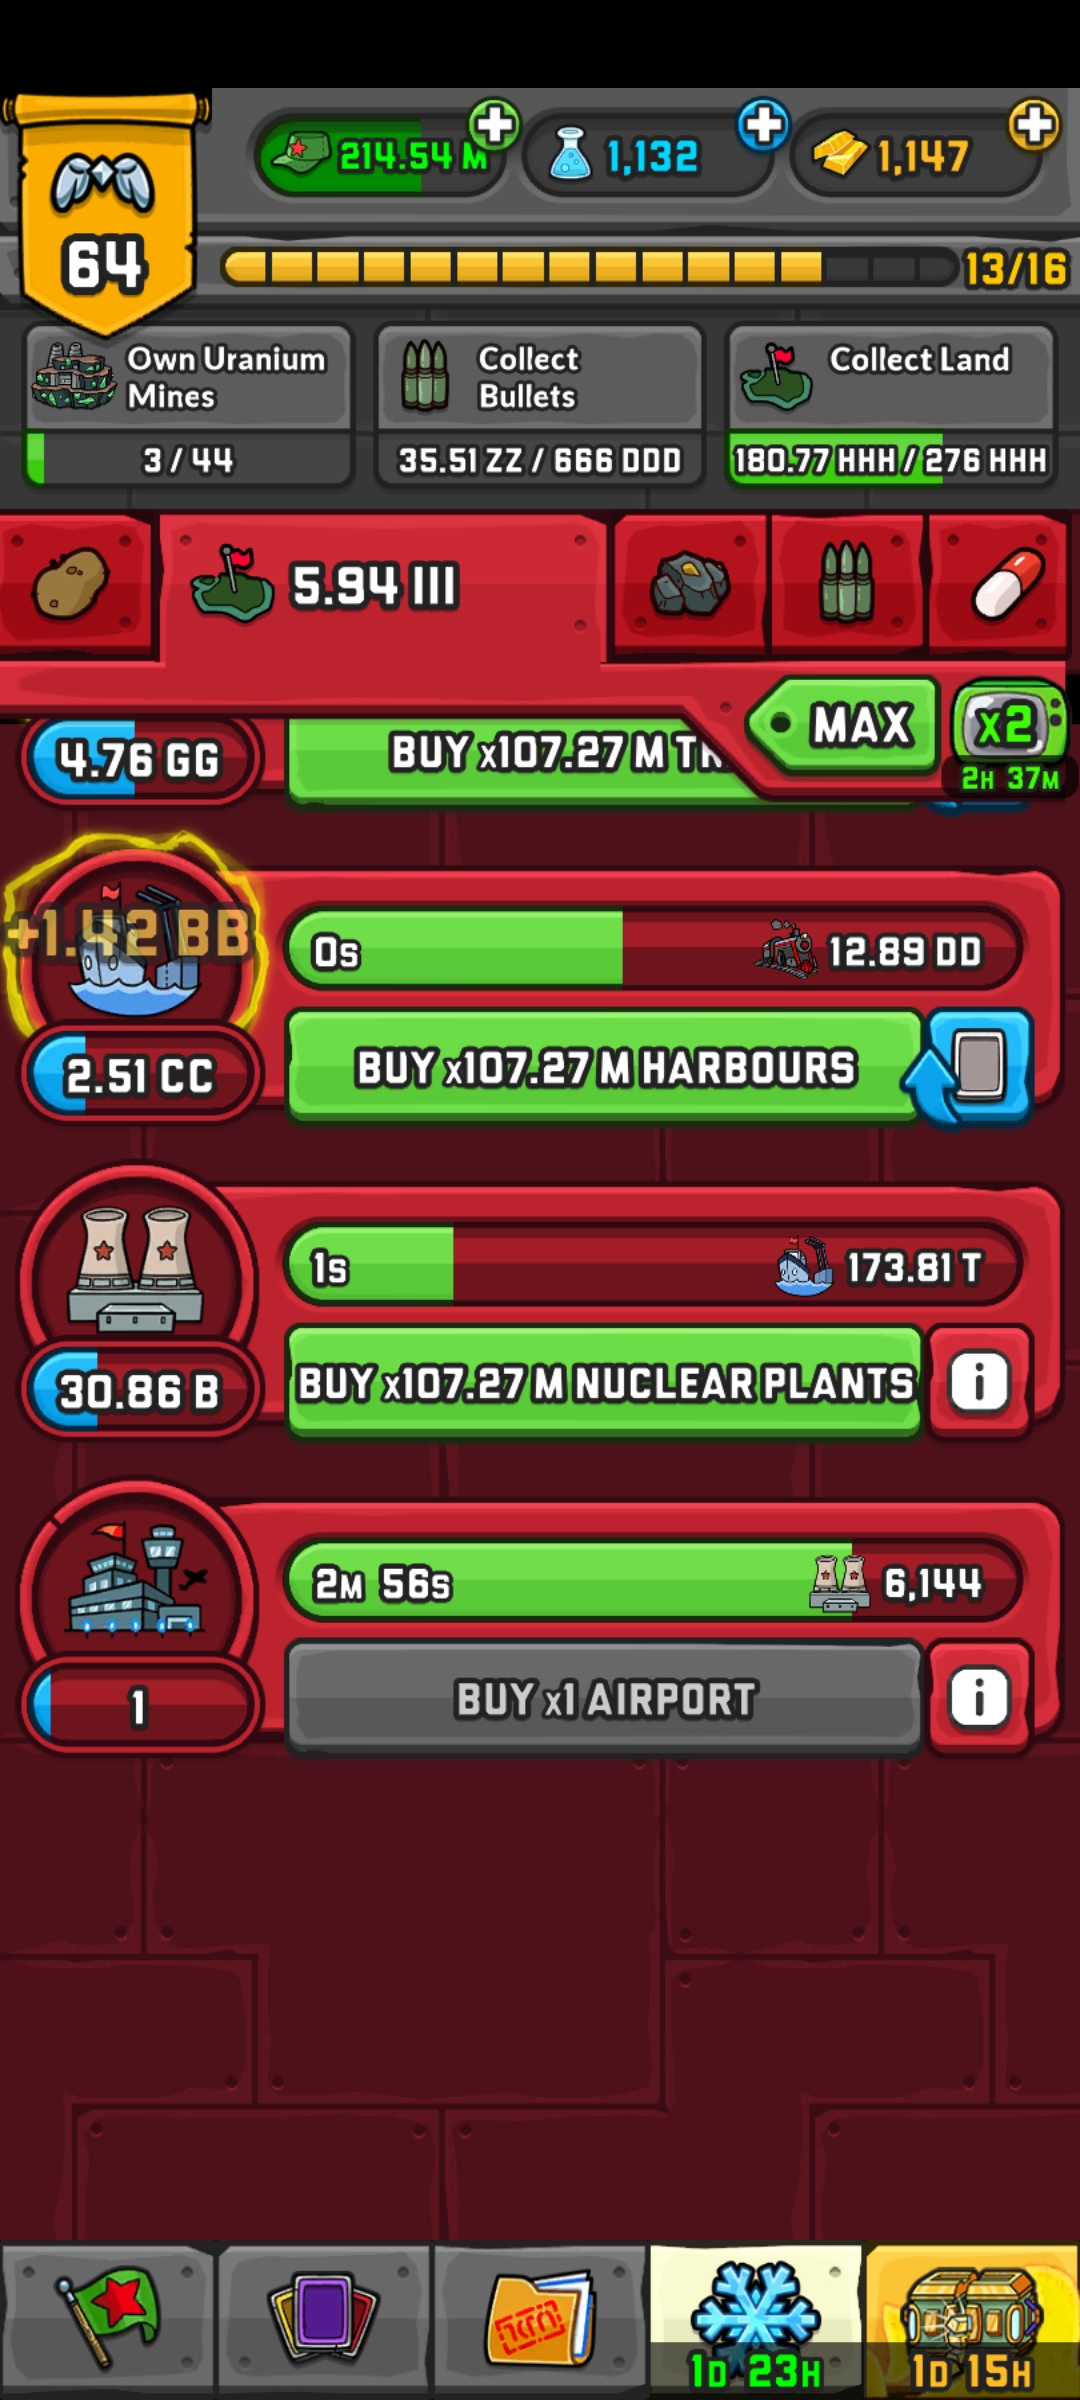 214.54 M
1,132
1,147
64
13/16
Own Uranium
Mines
3 / 44
Collect
Bullets
35.51 ZZ / 666 DDD
Collect Land
180.77 HHH / 276 HHH
5.94 III
MAX
x2
2H 37M
4.76 GG
BUY x107.27 M
+1.42 BB
0s
12.89 DD
2.51 CC
BUY x107.27 M HARBOURS
1s
173.81 T
30.86 B
BUY x107.27 M NUCLEAR PLANTS
i
2M 56s
6,144
1
BUY x1 AIRPORT
i
1D 23H
1D 15H